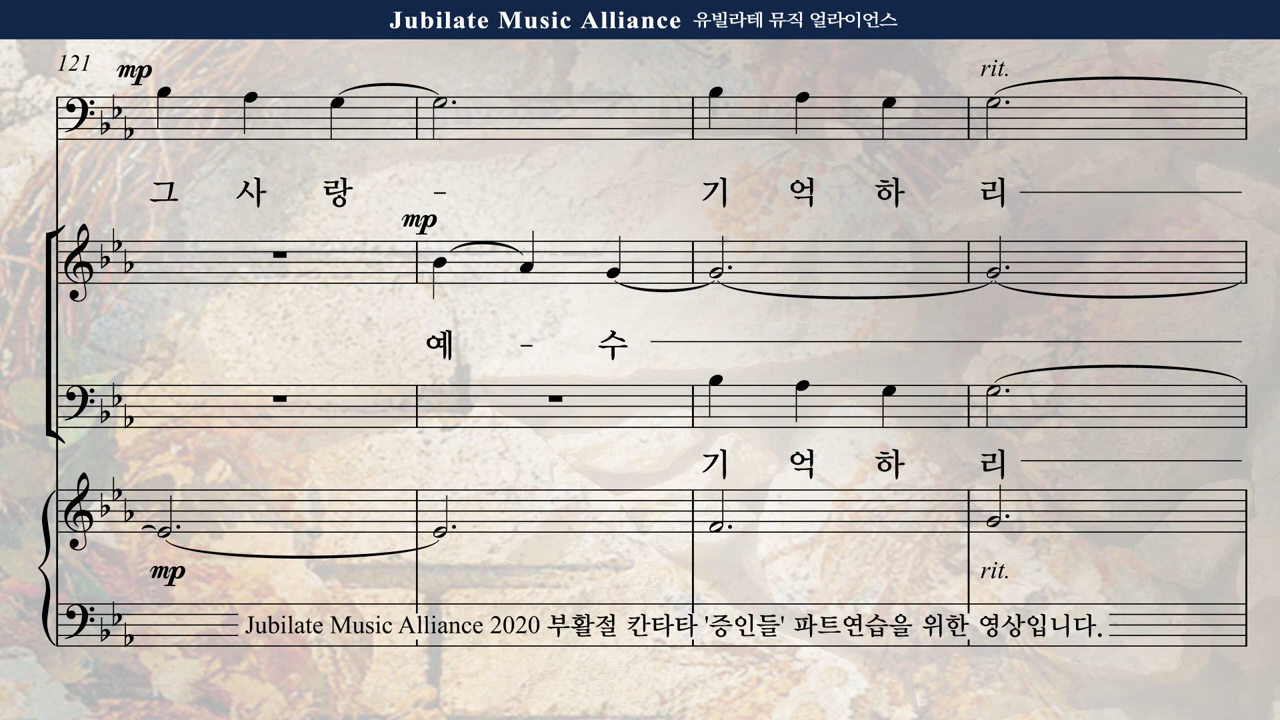 Jubilate Music Alliance 유빌라테 뮤직 얼라이언스
121
mp
rit.
그 사 랑 - 기 억 하 리
mp
예 - 수
기 억 하 리
mp
rit.
Jubilate Music Alliance 2020 부활절 칸타타 '증인들' 파트연습을 위한 영상입니다.